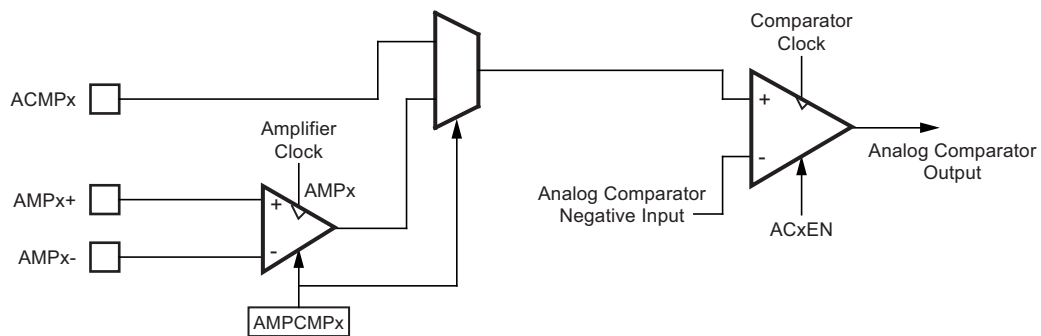 Comparator
Clock
ACMPx
+
-
Analog Comparator
Output
Amplifier
Clock
AMPx
AMPx+
+
AMPx-
-
Analog Comparator
Negative Input
ACxEN
AMPCMPx